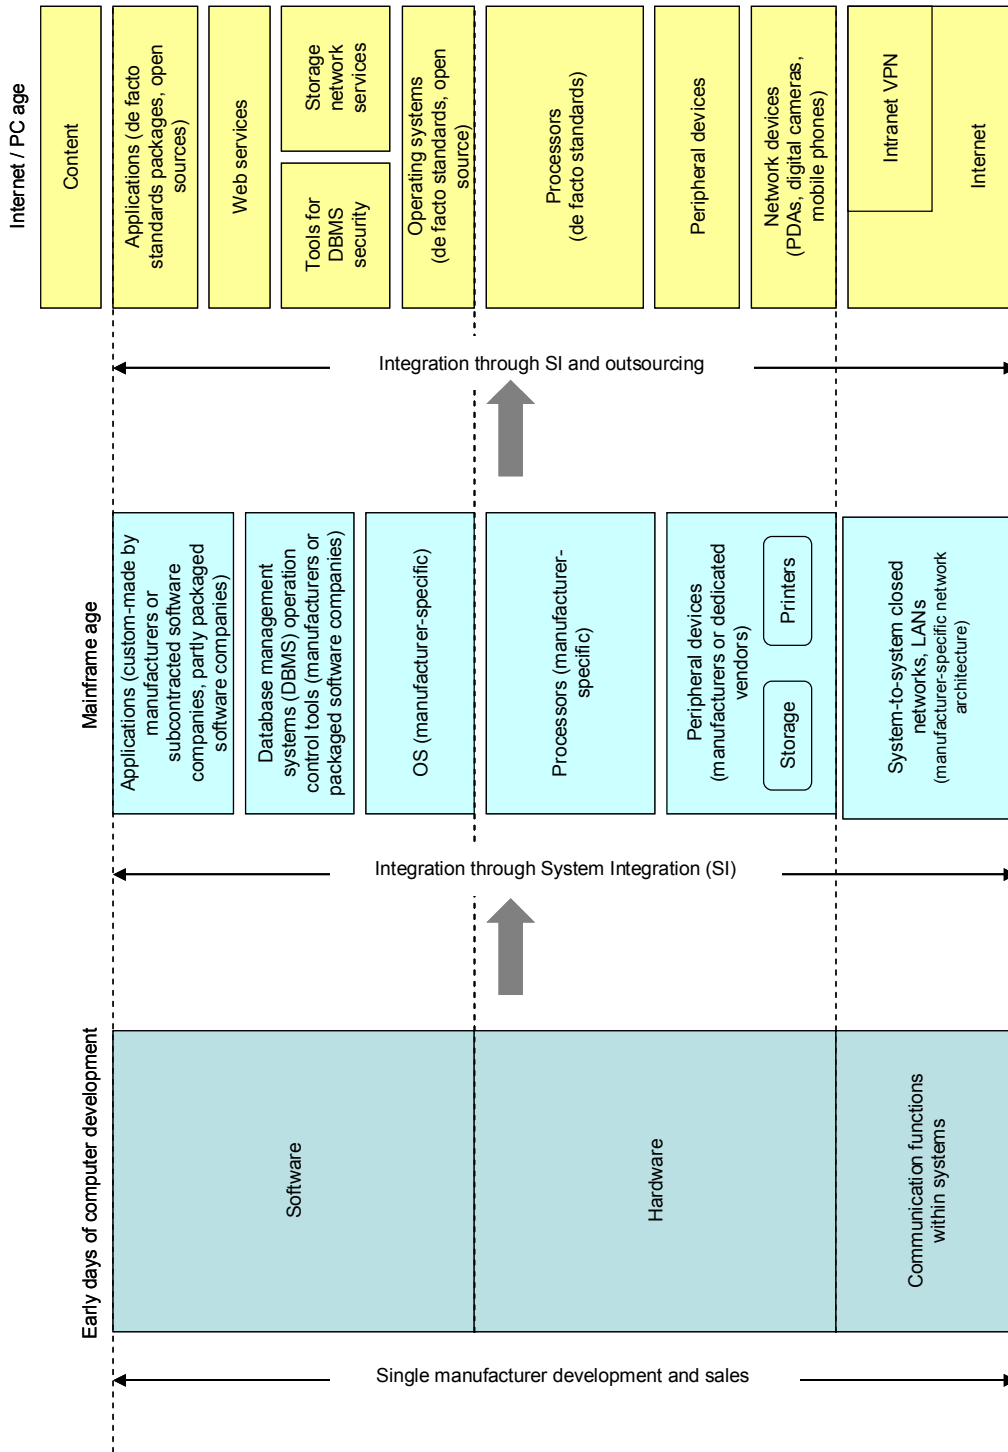 Early days of computer development
Single manufacturer development and sales
Software
Hardware
Communication functions
within systems
Mainframe age
Integration through System Integration (SI)
Applications (custom-made by
manufacturers or
subcontracted software
companies, partly packaged
software companies)
Database management
systems (DBMS) operation
control tools (manufacturers or
packaged software companies)
OS (manufacturer-specific)
Processors (manufacturer-
specific)
Peripheral devices
(manufacturers or dedicated
vendors)
Storage
Printers
System-to-system closed
networks, LANs
(manufacturer-specific network
architecture)
Internet / PC age
Integration through SI and outsourcing
Content
Applications (de facto
standards packages, open
sources)
Web services
Tools for
DBMS
security
Storage
network
services
Operating systems
(de facto standards, open
source)
Processors
(de facto standards)
Peripheral devices
Network devices
(PDAs, digital cameras,
mobile phones)
Intranet VPN
Internet